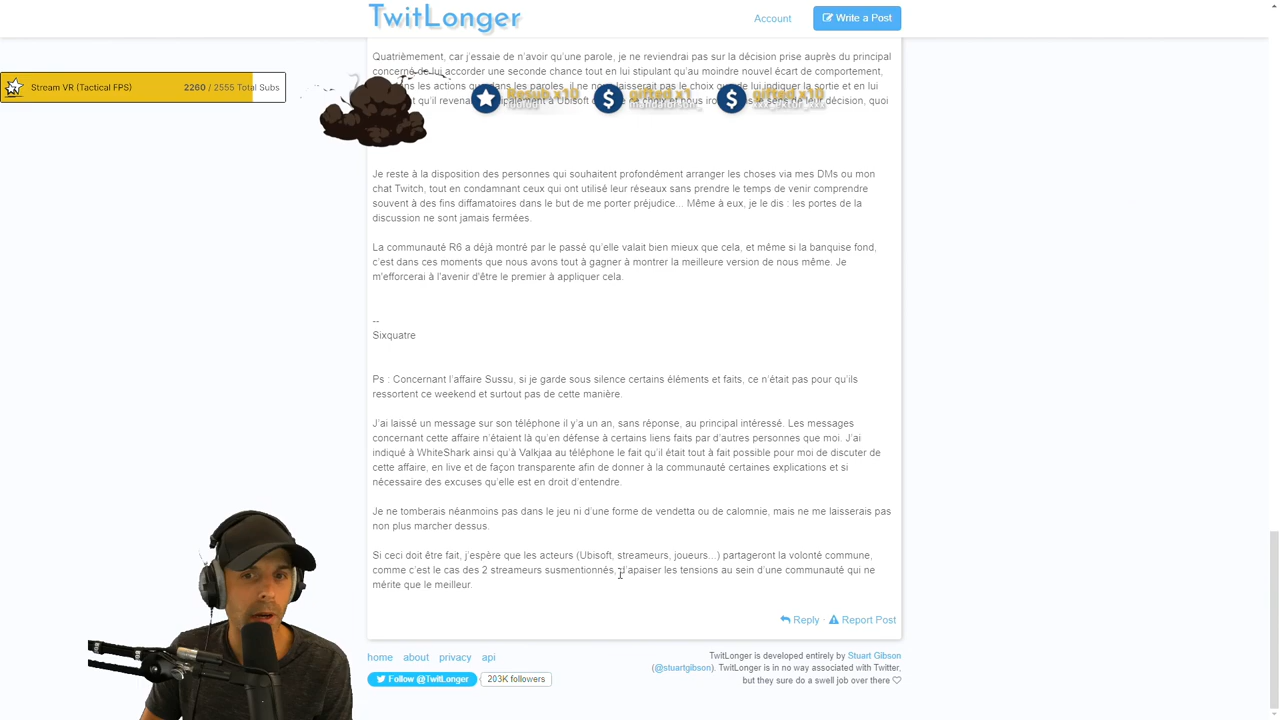 TwitLonger
Account
Write a Post
Stream VR (Tactical FPS)
2260 / 2555 Total Subs
Quatrièmement, car j'essaie de n'avoir qu'une parole, je ne reviendrai pas sur la décision prise auprès du principal
concerné de lui accorder une seconde chance tout en lui stipulant qu'au moindre nouvel écart de comportement,
les actions dans les paroles, il ne laisserait pas le choix que de lui indiquer la sortie et en lui
qu'il Ubisoft décision, quoi
Resub x10
gifted x1
gifted x10
Je reste à la disposition des personnes qui souhaitent profondément arranger les choses via mes DMs ou mon
chat Twitch, tout en condamnant ceux qui ont utilisé leur réseaux sans prendre le temps de venir comprendre
souvent à des fins diffamatoires dans le but de me porter préjudice... Même à eux, je le dis : les portes de la
discussion ne sont jamais fermées.
La communauté R6 a déjà montré par le passé qu'elle valait bien mieux que cela, et même si la banquise fond,
c'est dans ces moments que nous avons tout à gagner à montrer la meilleure version de nous même. Je
m'efforcerai à l'avenir d'être le premier à appliquer cela.
--
Sixquatre
Ps : Concernant l'affaire Sussu, si je garde sous silence certains éléments et faits, ce n'était pas pour qu'ils
ressortent ce weekend et surtout pas de cette manière.
J'ai laissé un message sur son téléphone il y'a un an, sans réponse, au principal intéressé. Les messages
concernant cette affaire n'étaient là qu'en défense à certains liens faits par d'autres personnes que moi. J'ai
indiqué à WhiteShark ainsi qu'à Valkjaa au téléphone le fait qu'il était tout à fait possible pour moi de discuter de
cette affaire, en live et de façon transparente afin de donner à la communauté certaines explications et si
nécessaire des excuses qu'elle est en droit d'entendre.
Je ne tomberais néanmoins pas dans le jeu ni d'une forme de vendetta ou de calomnie, mais ne me laisserais pas
non plus marcher dessus.
Si ceci doit être fait, j'espère que les acteurs (Ubisoft, streameurs, joueurs...) partageront la volonté commune,
comme c'est le cas des 2 streameurs susmentionnés, d'apaiser les tensions au sein d'une communauté qui ne
mérite que le meilleur.
Reply · Report Post
home about privacy api
Follow @TwitLonger
203K followers
TwitLonger is developed entirely by Stuart Gibson
(@stuartgibson). TwitLonger is in no way associated with Twitter,
but they sure do a swell job over there